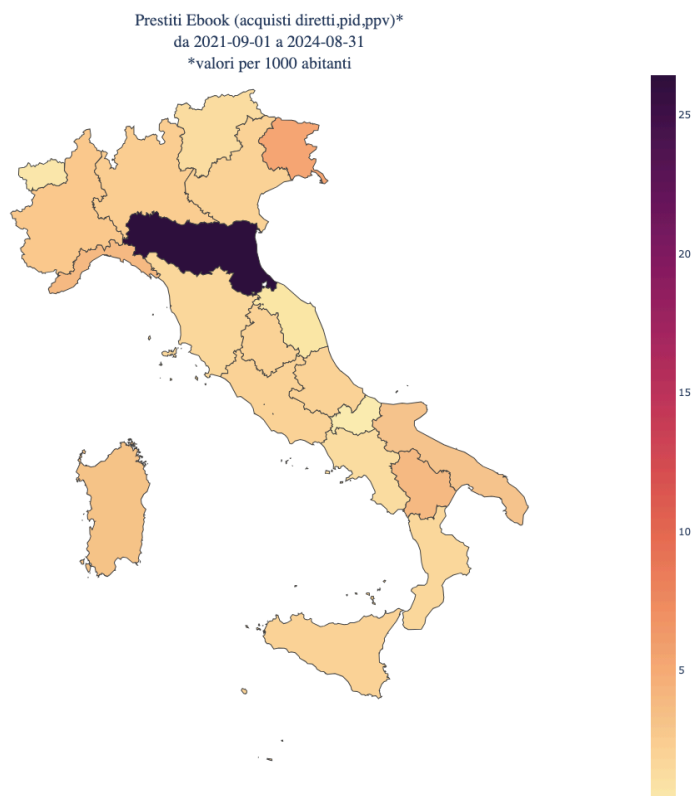 Prestiti Ebook (acquisti diretti,pid,ppv)*
da 2021-09-01 a 2024-08-31
*valori per 1000 abitanti
25
20
15
10
5